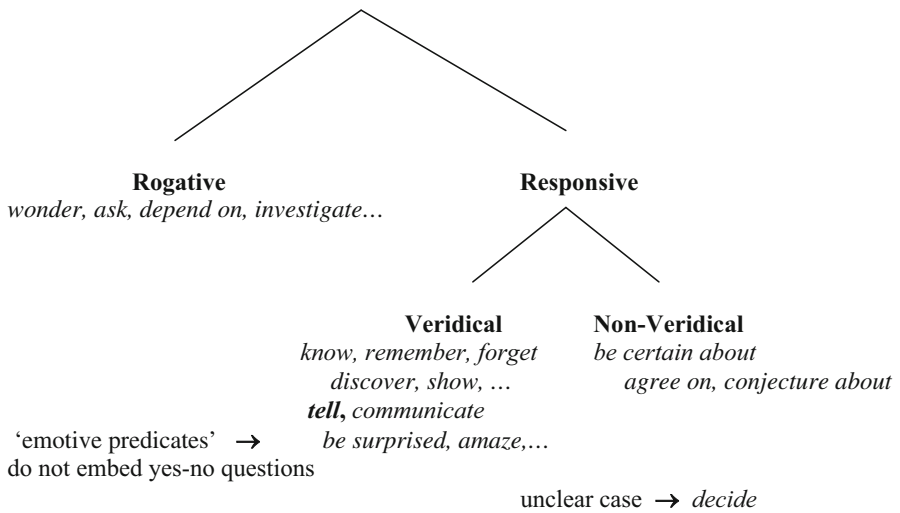 Rogative
wonder, ask, depend on, investigate…
Responsive
Veridical
know, remember, forget
discover, show, …
tell, communicate
be surprised, amaze,…
Non-Veridical
be certain about
agree on, conjecture about
‘emotive predicates’ →
do not embed yes-no questions
unclear case → decide